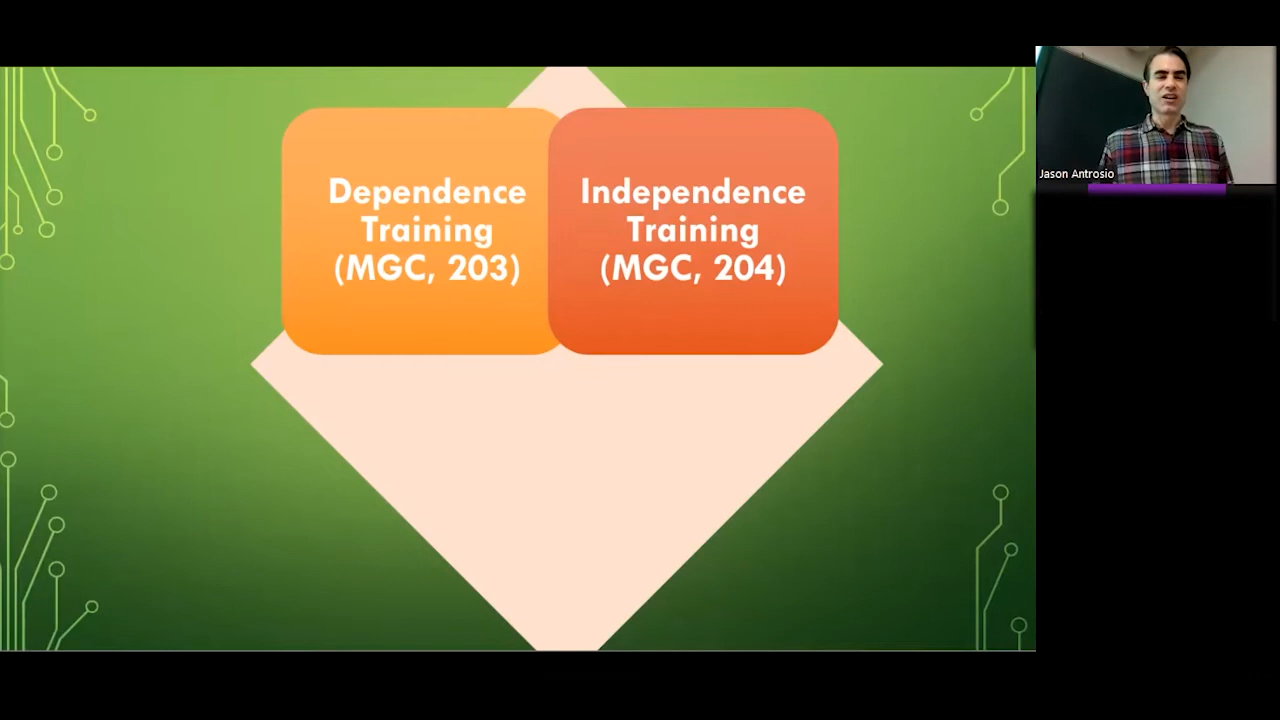 Dependence
Training
(MGC, 203)
Independence
Training
(MGC, 204)
Jason Antrosio